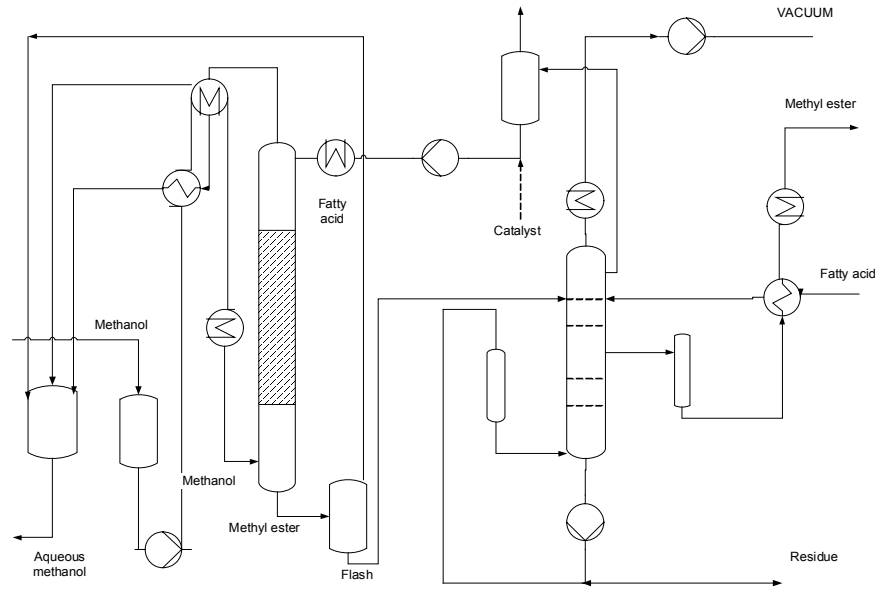 VACUUM
Methyl ester
Fatty
acid
Catalyst
Fatty acid
Methanol
Methanol
Methyl ester
Aqueous
methanol
Flash
Residue